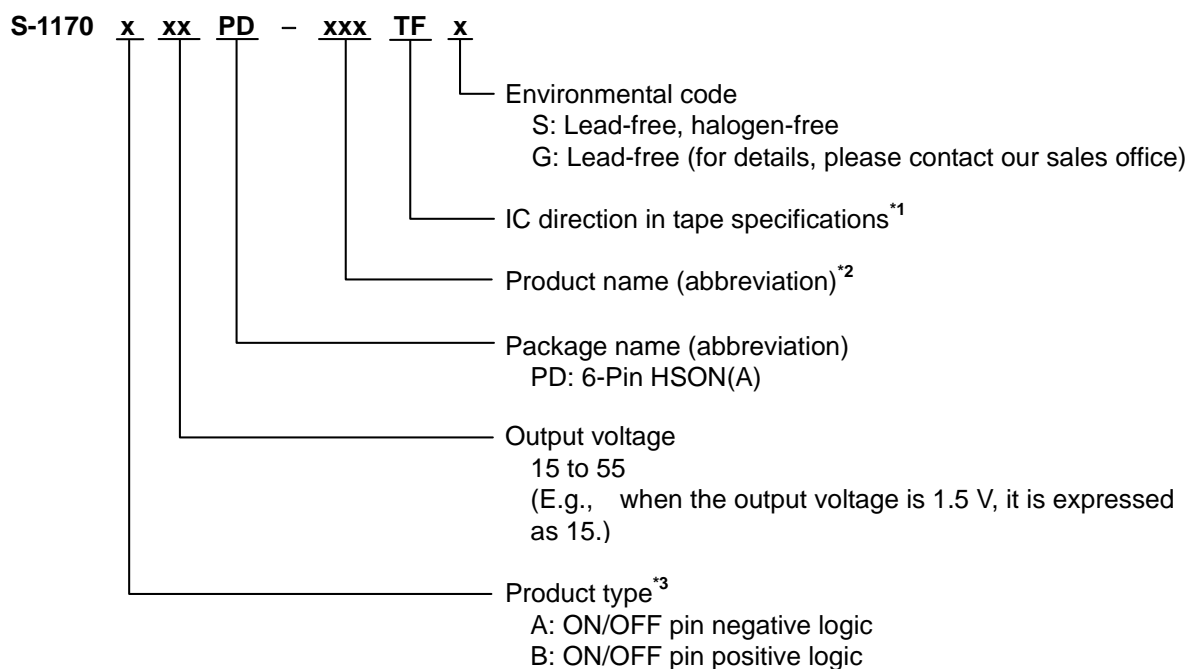 S-1170 x xx PD – xxx TF x
Environmental code
S: Lead-free, halogen-free
G: Lead-free (for details, please contact our sales office)
IC direction in tape specifications*1
Product name (abbreviation)*2
Package name (abbreviation)
PD: 6-Pin HSON(A)
Output voltage
15 to 55
(E.g., when the output voltage is 1.5 V, it is expressed
as 15.)
Product type*3
A: ON/OFF pin negative logic
B: ON/OFF pin positive logic